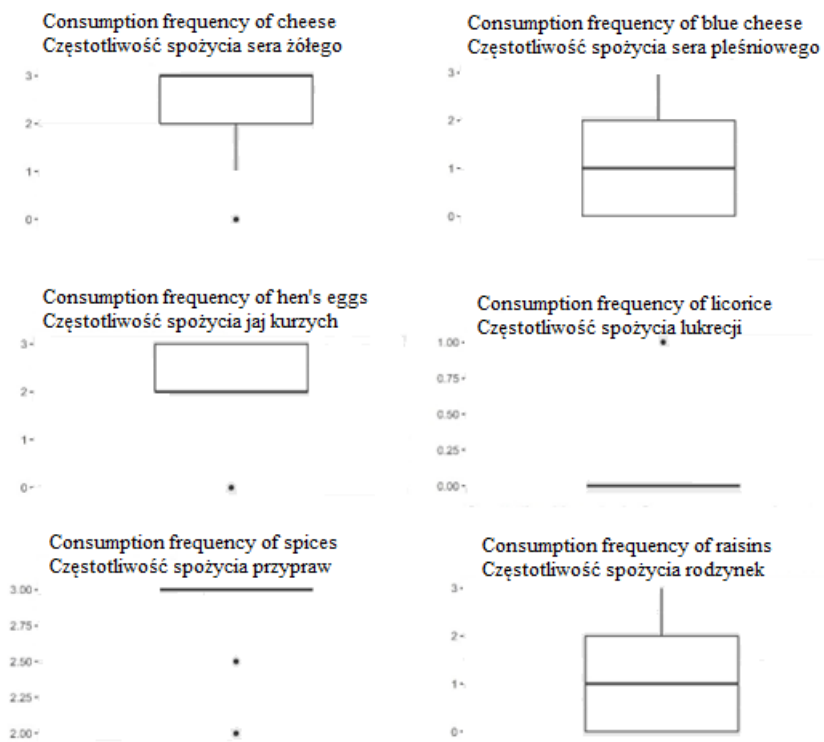 Consumption frequency of cheese
Częstotliwość spożycia sera żółego
3
2
1
0
Consumption frequency of blue cheese
Częstotliwość spożycia sera pleśniowego
3
2
1
0
Consumption frequency of hen's eggs
Częstotliwość spożycia jaj kurzych
3
2
1
0
Consumption frequency of licorice
Częstotliwość spożycia lukrecji
1.00
0.75
0.50
0.25
0.00
Consumption frequency of spices
Częstotliwość spożycia przypraw
3.00
2.75
2.50
2.25
2.00
Consumption frequency of raisins
Częstotliwość spożycia rodzynek
3
2
1
0